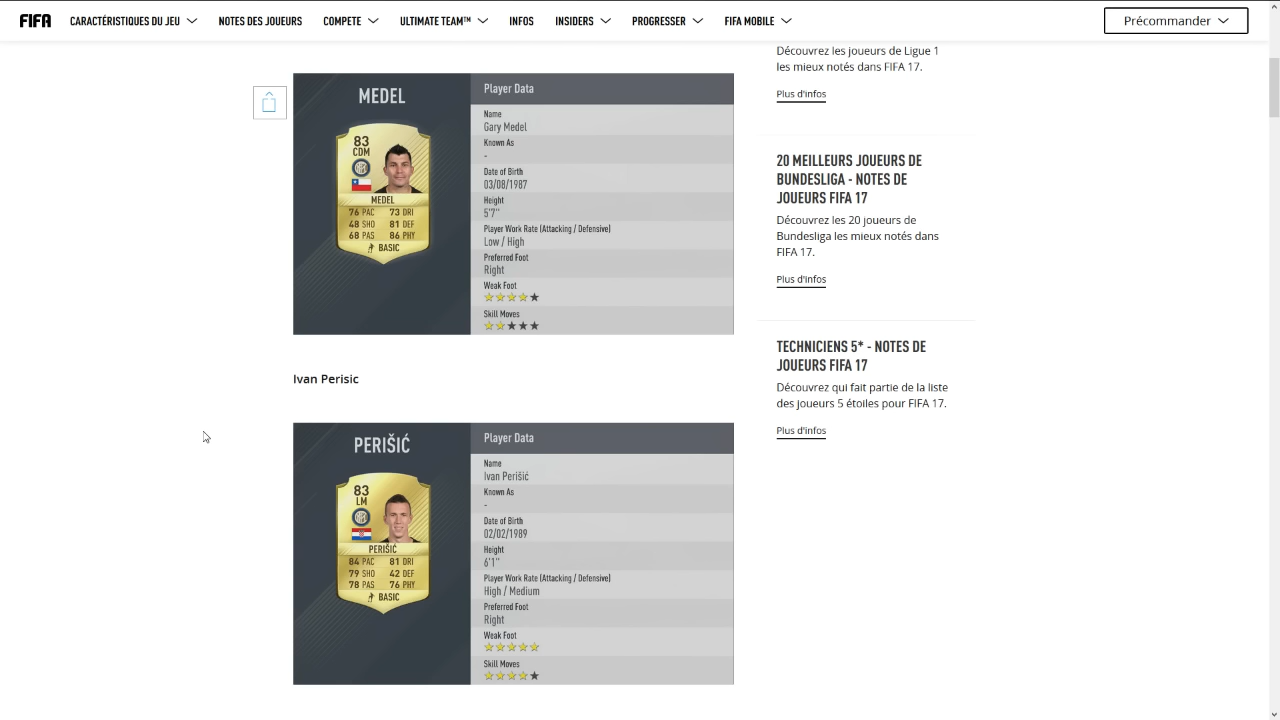 FIFA CARACTÉRISTIQUES DU JEU NOTES DES JOUEURS COMPETE ULTIMATE TEAM™ INFOS INSIDERS PROGRESSER FIFA MOBILE Précommander
MEDEL
83
CDM
MEDEL
76 PAC 73 DRI
48 SHO 81 DEF
68 PAS 86 PHY
BASIC
Player Data
Name
Gary Medel
Known As
-
Date of Birth
03/08/1987
Height
5'7"
Player Work Rate (Attacking / Defensive)
Low / High
Preferred Foot
Right
Weak Foot
Skill Moves
Ivan Perisic
PERIŠIĆ
83
LM
PERIŠIĆ
84 PAC 81 DRI
79 SHO 42 DEF
78 PAS 76 PHY
BASIC
Player Data
Name
Ivan Perišić
Known As
-
Date of Birth
02/02/1989
Height
6'1"
Player Work Rate (Attacking / Defensive)
High / Medium
Preferred Foot
Right
Weak Foot
Skill Moves
Découvrez les joueurs de Ligue 1
les mieux notés dans FIFA 17.
Plus d'infos
20 MEILLEURS JOUEURS DE
BUNDESLIGA - NOTES DE
JOUEURS FIFA 17
Découvrez les 20 joueurs de
Bundesliga les mieux notés dans
FIFA 17.
Plus d'infos
TECHNICIENS 5* - NOTES DE
JOUEURS FIFA 17
Découvrez qui fait partie de la liste
des joueurs 5 étoiles pour FIFA 17.
Plus d'infos